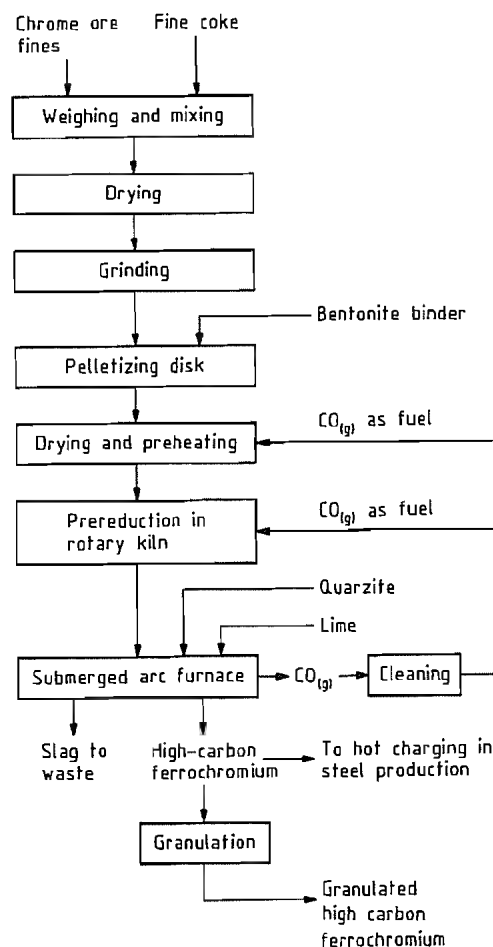 Chrome ore
fines
Fine coke
Weighing and mixing
Drying
Grinding
Bentonite binder
Pelletizing disk
CO(g) as fuel
Drying and preheating
CO(g) as fuel
Prereduction in
rotary kiln
Quarzite
Lime
Submerged arc furnace
CO(g)
Cleaning
Slag to
waste
High-carbon
ferrochromium
To hot charging in
steel production
Granulation
Granulated
high carbon
ferrochromium